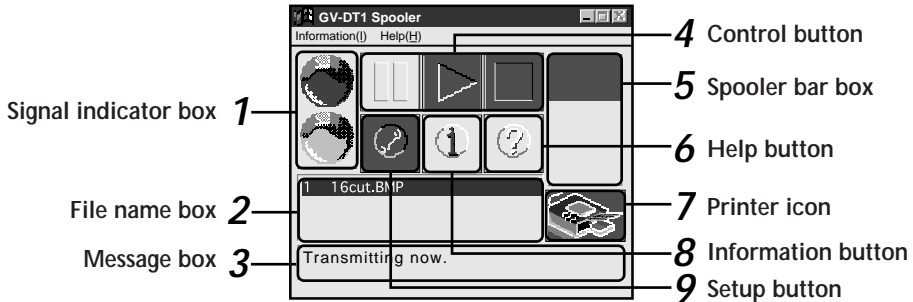 GV-DT1 Spooler
Information(I) Help(H)
Signal indicator box 1
File name box 2
Message box 3
4 Control button
5 Spooler bar box
6 Help button
7 Printer icon
8 Information button
9 Setup button
i
?
1 16cut.BMP
Transmitting now.